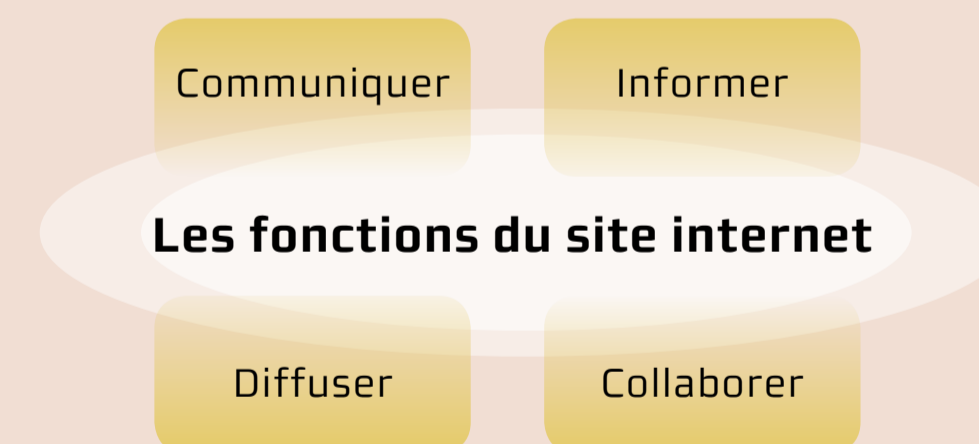 Communiquer
Informer
Les fonctions du site internet
Diffuser
Collaborer